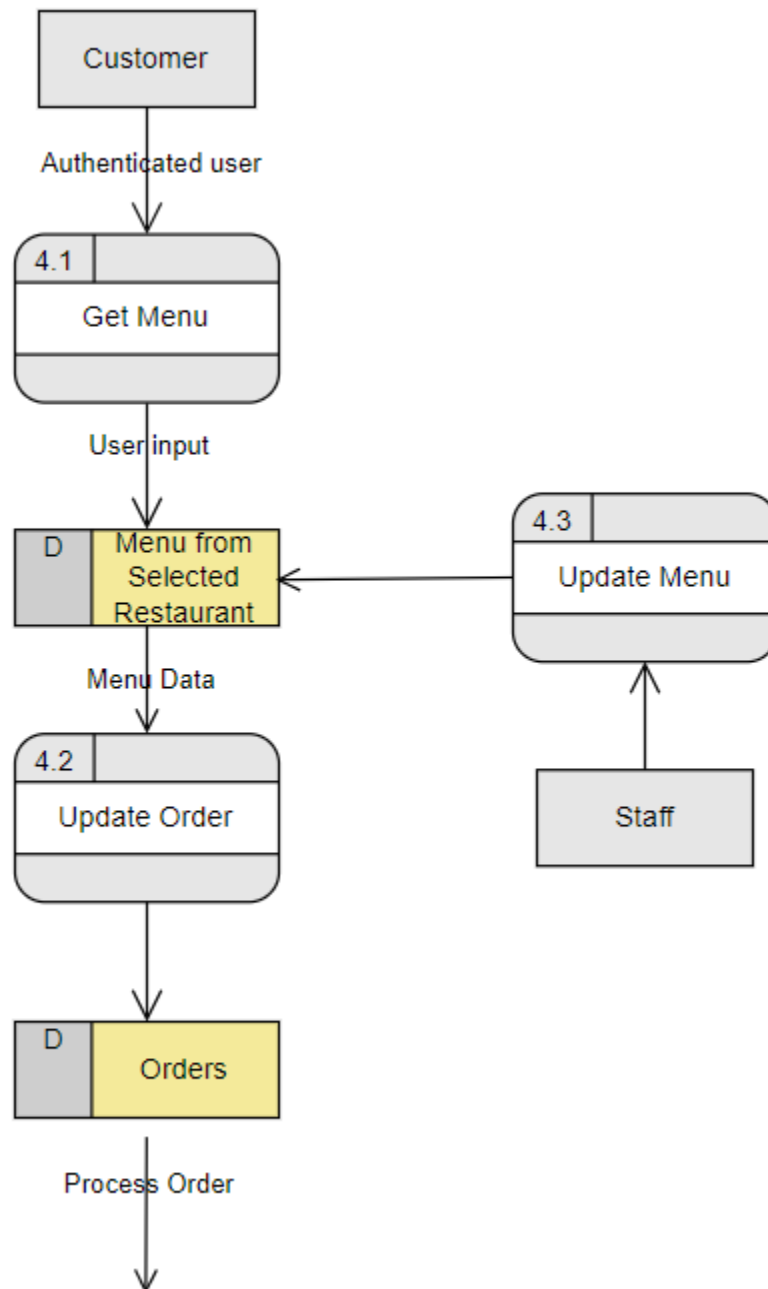 Customer
Authenticated user
4.1
Get Menu
User input
D
Menu from
Selected
Restaurant
4.3
Update Menu
Menu Data
4.2
Update Order
Staff
D
Orders
Process Order